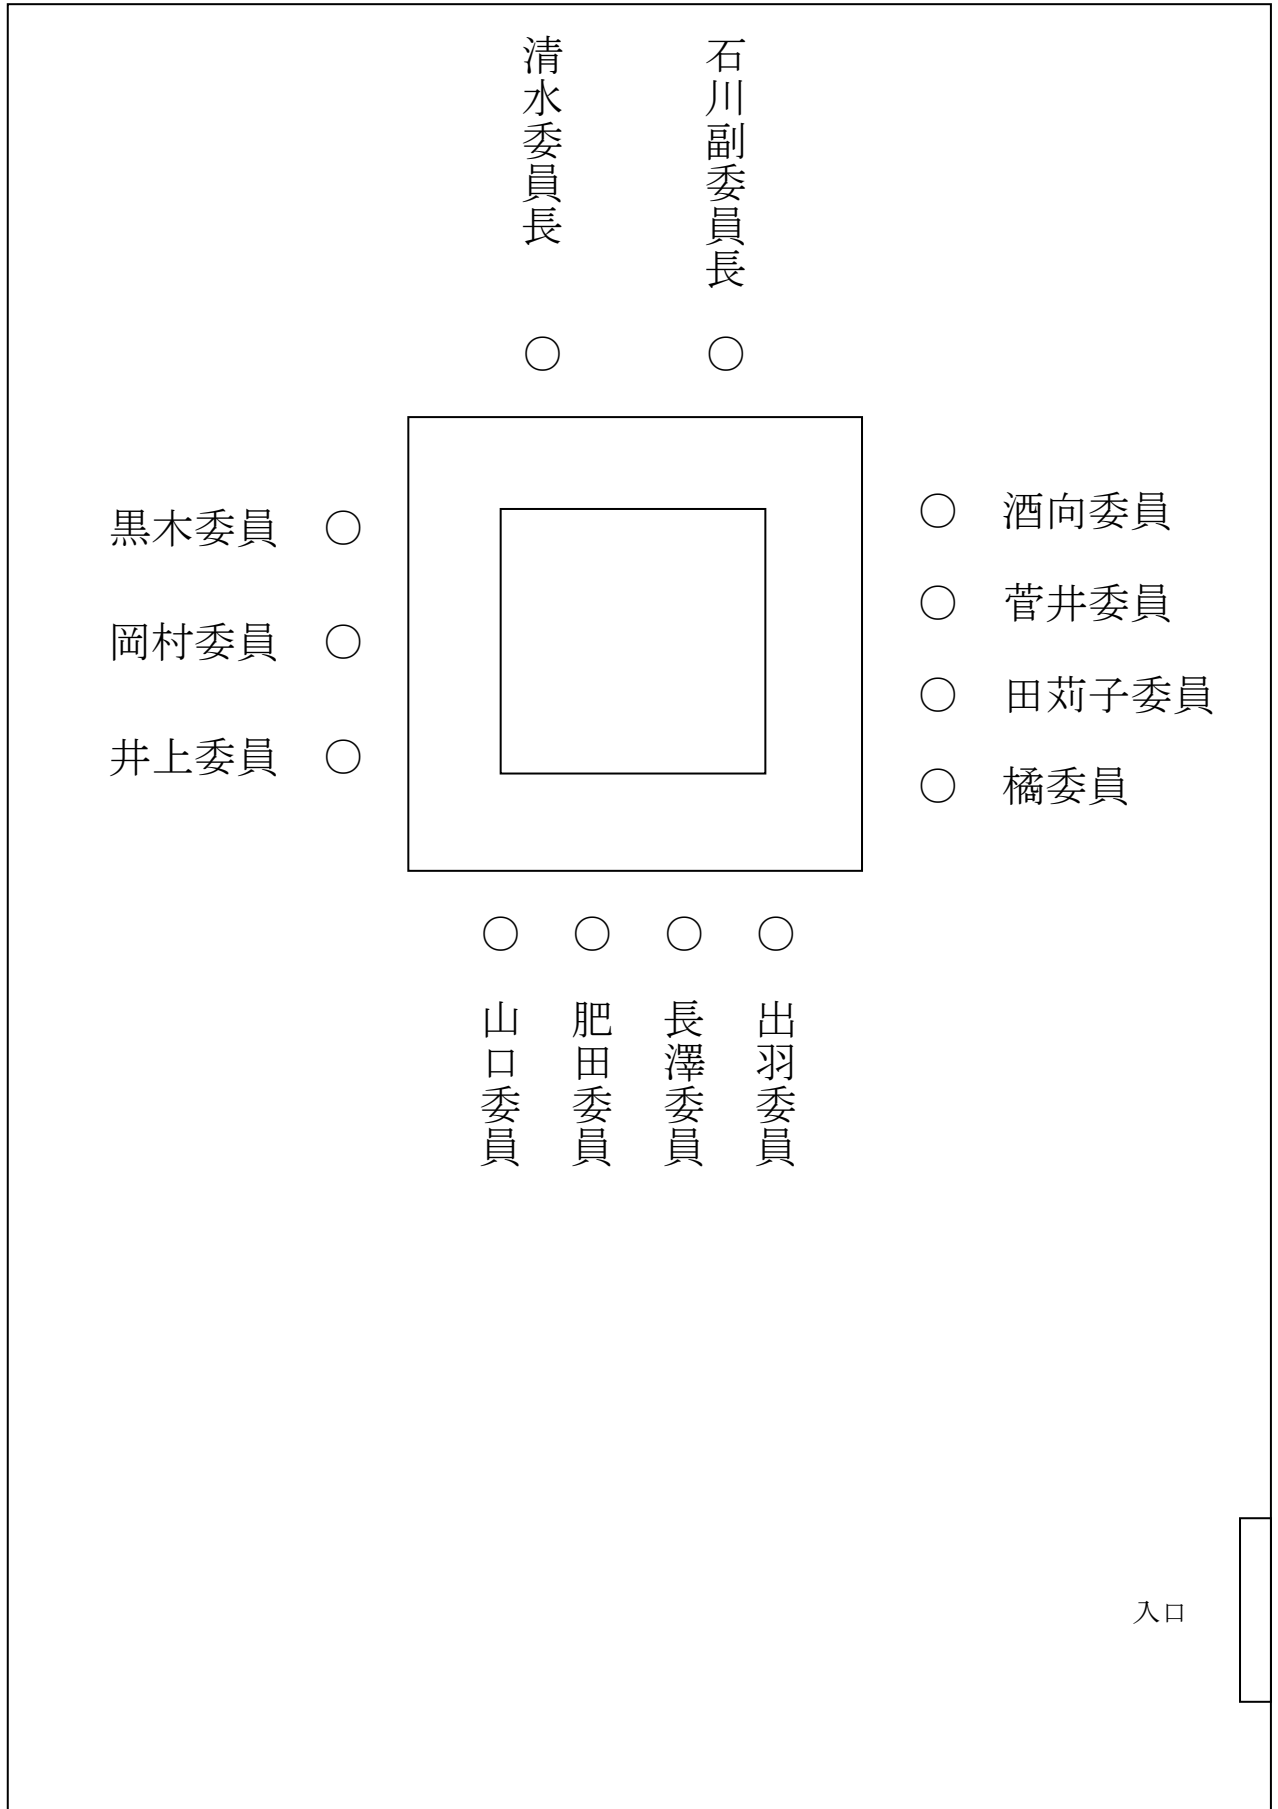 清水委員長
石川副委員長
黒木委員
岡村委員
井上委員
酒向委員
菅井委員
田苅子委員
橘委員
山口委員
肥田委員
長澤委員
出羽委員
入口